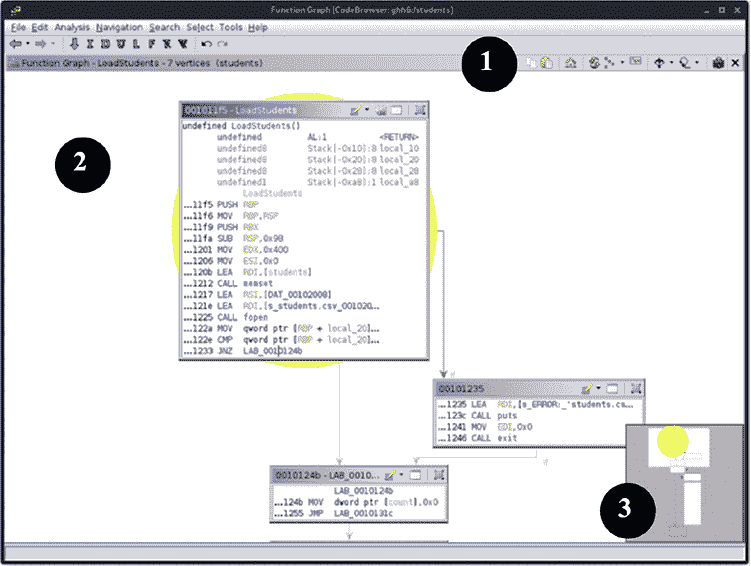 Function Graph [CodeBrowser: ghh6:/students]
File Edit Analysis Navigation Search Select Tools Help
I D U L F V
Function Graph - LoadStudents - 7 vertices (students)
1
2
001011f5 - LoadStudents
undefined LoadStudents()
undefined AL:1 <RETURN>
undefined8 Stack[-0x10]:8 local_10
undefined8 Stack[-0x20]:8 local_20
undefined8 Stack[-0x28]:8 local_28
undefined1 Stack[-0xa8]:1 local_a8
LoadStudents
...11f5 PUSH RBP
...11f6 MOV RBP,RSP
...11f9 PUSH RBX
...11fa SUB RSP,0x98
...1201 MOV EDX,0x400
...1206 MOV ESI,0x0
...120b LEA RDI,[students]
...1212 CALL memset
...1217 LEA RSI,[DAT_00102008]
...121e LEA RDI,[s_students.csv_001020...
...1225 CALL fopen
...122a MOV qword ptr [RBP + local_20]...
...122e CMP qword ptr [RBP + local_20]...
...1233 JNZ LAB_0010124b
00101235
...1235 LEA RDI,[s_ERROR:_'students.cs...
...123c CALL puts
...1241 MOV EDI,0x0
...1246 CALL exit
0010124b - LAB_0010...
LAB_0010124b
...124b MOV dword ptr [count],0x0
...1255 JMP LAB_0010131c
3